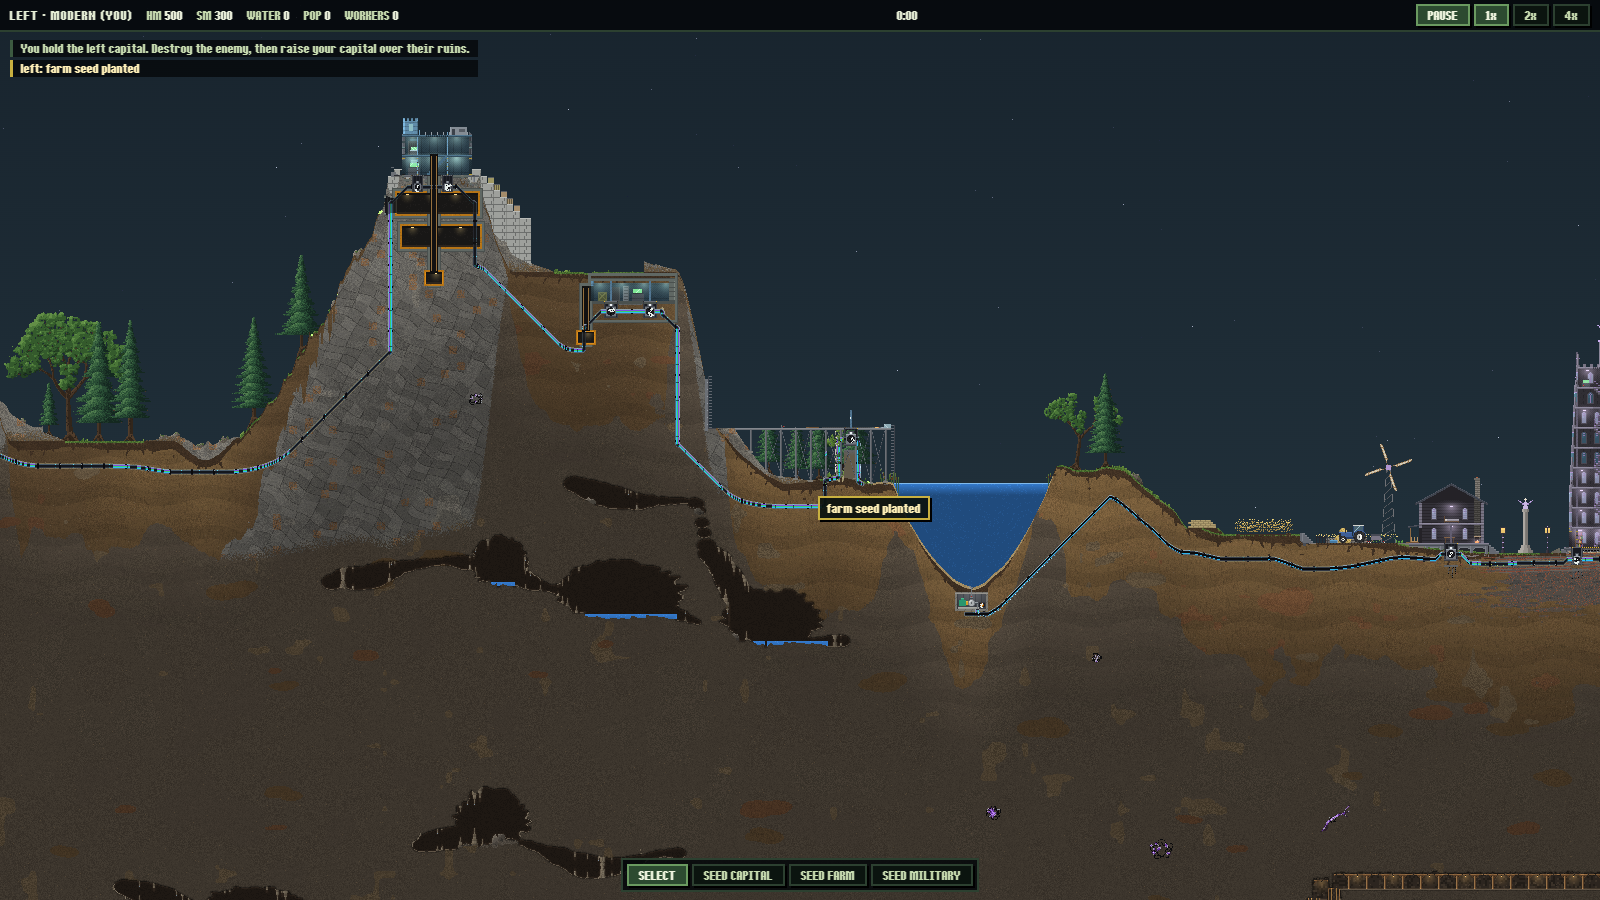 LEFT - MODERN (YOU) HM 500 SM 300 WATER 0 POP 0 WORKERS 0
0:00
PAUSE 1x 2x 4x
You hold the left capital. Destroy the enemy, then raise your capital over their ruins.
left: farm seed planted
farm seed planted
SELECT SEED CAPITAL SEED FARM SEED MILITARY